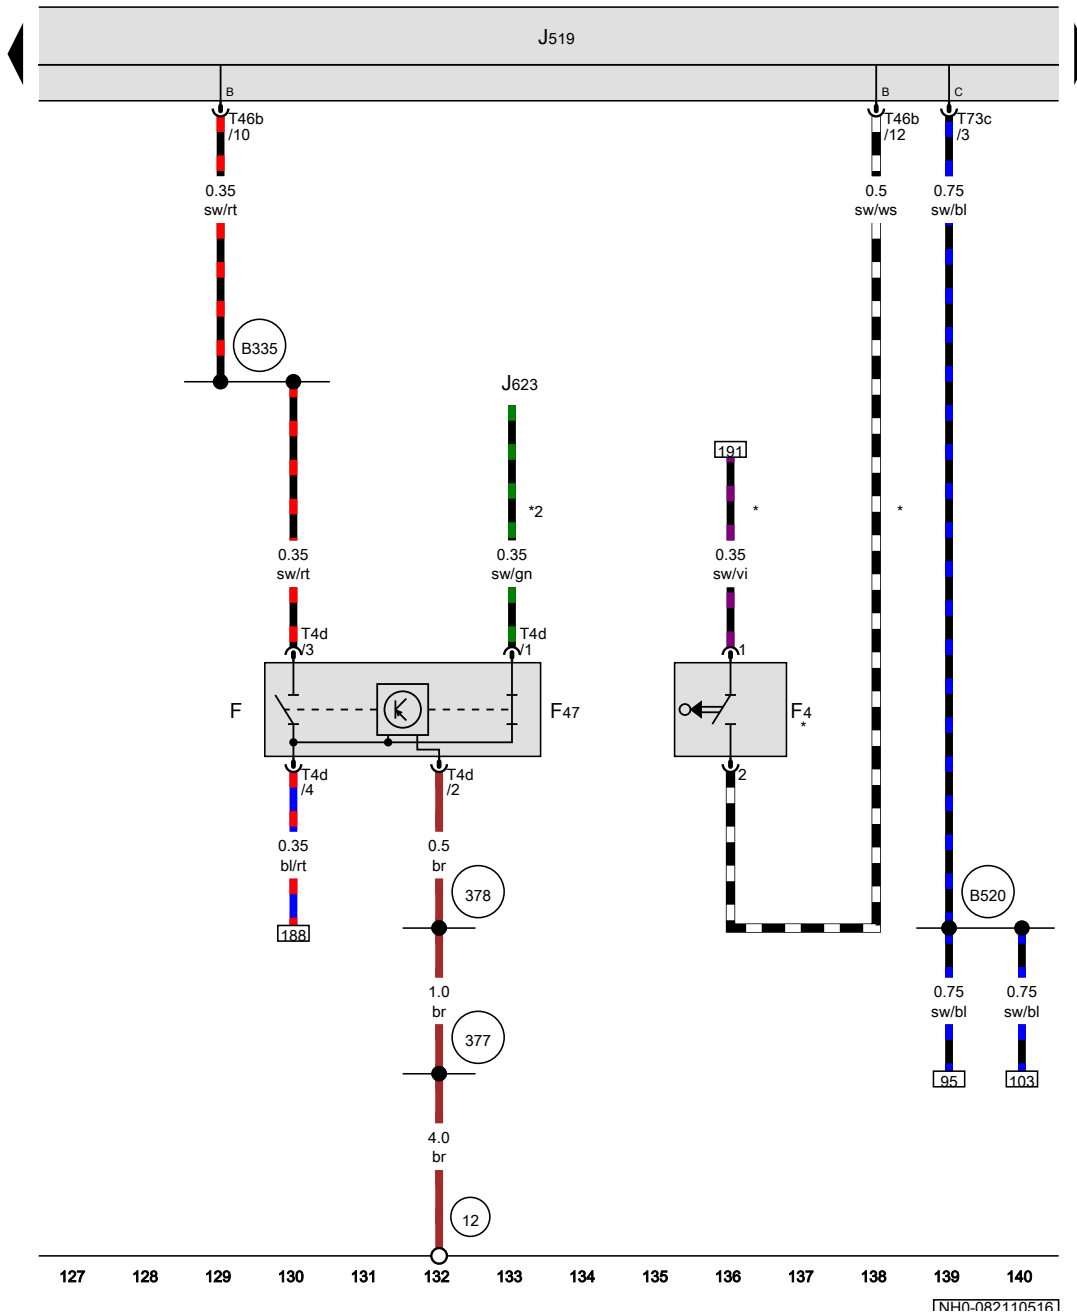 J519
B
B
C
T46b
/10
T46b
/12
T73c
/3
0.35
sw/rt
0.5
sw/ws
0.75
sw/bl
B335
J623
191
*2
*
*
0.35
sw/rt
0.35
sw/gn
0.35
sw/vi
T4d
/3
T4d
/1
1
F
F47
F4
*
T4d
/4
T4d
/2
2
0.35
bl/rt
0.5
br
378
B520
188
1.0
br
0.75
sw/bl
0.75
sw/bl
377
95
103
4.0
br
12
127 128 129 130 131 132 133 134 135 136 137 138 139 140
NH0-082110516